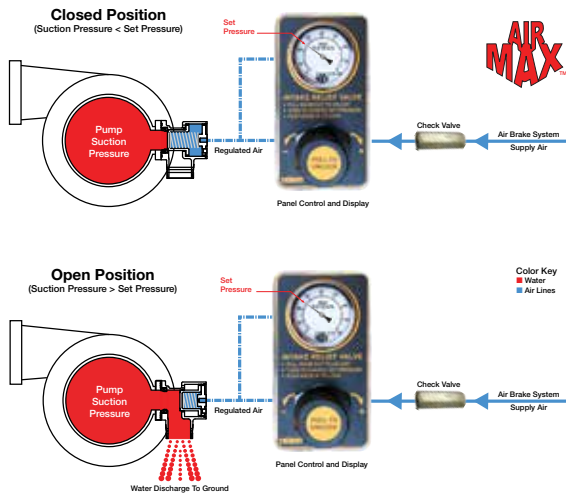 Closed Position
(Suction Pressure < Set Pressure)
Set
Pressure
AIR
MAX
TM
Pump
Suction
Pressure
INTAKE RELIEF VALVE
PULL TO
UNLOCK
Regulated Air
Check Valve
Air Brake System
Supply Air
Panel Control and Display
Open Position
(Suction Pressure > Set Pressure)
Set
Pressure
Color Key
Water
Air Lines
Pump
Suction
Pressure
INTAKE RELIEF VALVE
PULL TO
UNLOCK
Regulated Air
Check Valve
Air Brake System
Supply Air
Panel Control and Display
Water Discharge To Ground